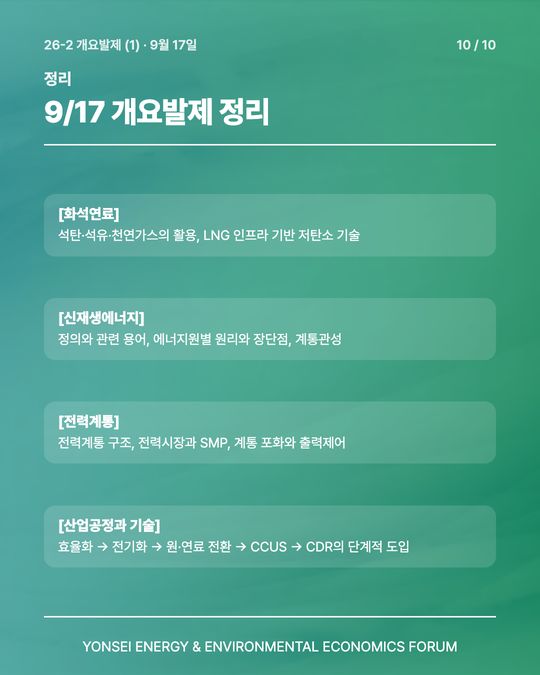 26-2 개요발제 (1) · 9월 17일
10 / 10
정리
9/17 개요발제 정리
[화석연료]
석탄·석유·천연가스의 활용, LNG 인프라 기반 저탄소 기술
[신재생에너지]
정의와 관련 용어, 에너지원별 원리와 장단점, 계통관성
[전력계통]
전력계통 구조, 전력시장과 SMP, 계통 포화와 출력제어
[산업공정과 기술]
효율화 → 전기화 → 원·연료 전환 → CCUS → CDR의 단계적 도입
YONSEI ENERGY & ENVIRONMENTAL ECONOMICS FORUM